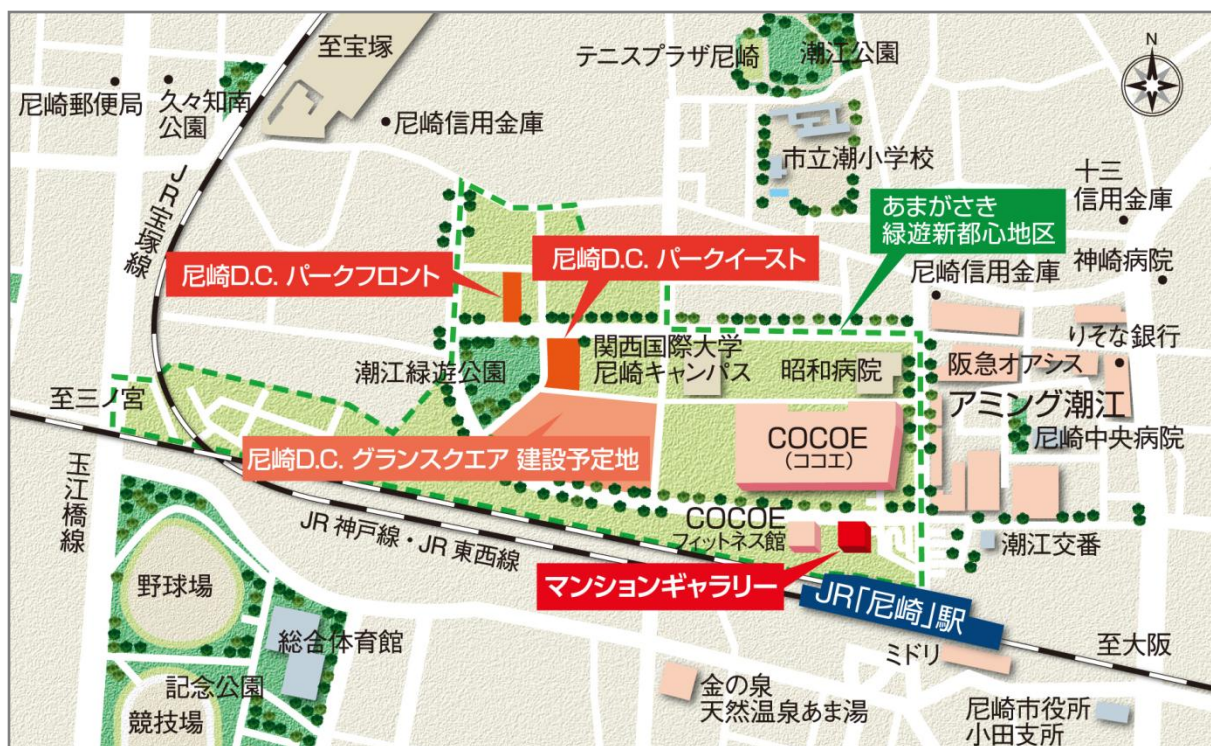 至宝塚
テニスプラザ尼崎
潮江公園
N
尼崎郵便局
久々知南
公園
尼崎信用金庫
市立潮小学校
十三
信用金庫
JR宝塚線
あまがさき
緑遊新都心地区
神崎病院
尼崎D.C. パークフロント
尼崎D.C. パークイースト
尼崎信用金庫
りそな銀行
関西国際大学
尼崎キャンパス
昭和病院
阪急オアシス
潮江緑遊公園
至三ノ宮
アミング潮江
尼崎中央病院
COCOE
(ココエ)
尼崎D.C. グランスクエア 建設予定地
玉江橋線
JR神戸線・JR東西線
COCOE
フィットネス館
潮江交番
マンションギャラリー
JR「尼崎」駅
野球場
総合体育館
ミドリ
至大阪
記念公園
競技場
金の泉
天然温泉あま湯
尼崎市役所
小田支所